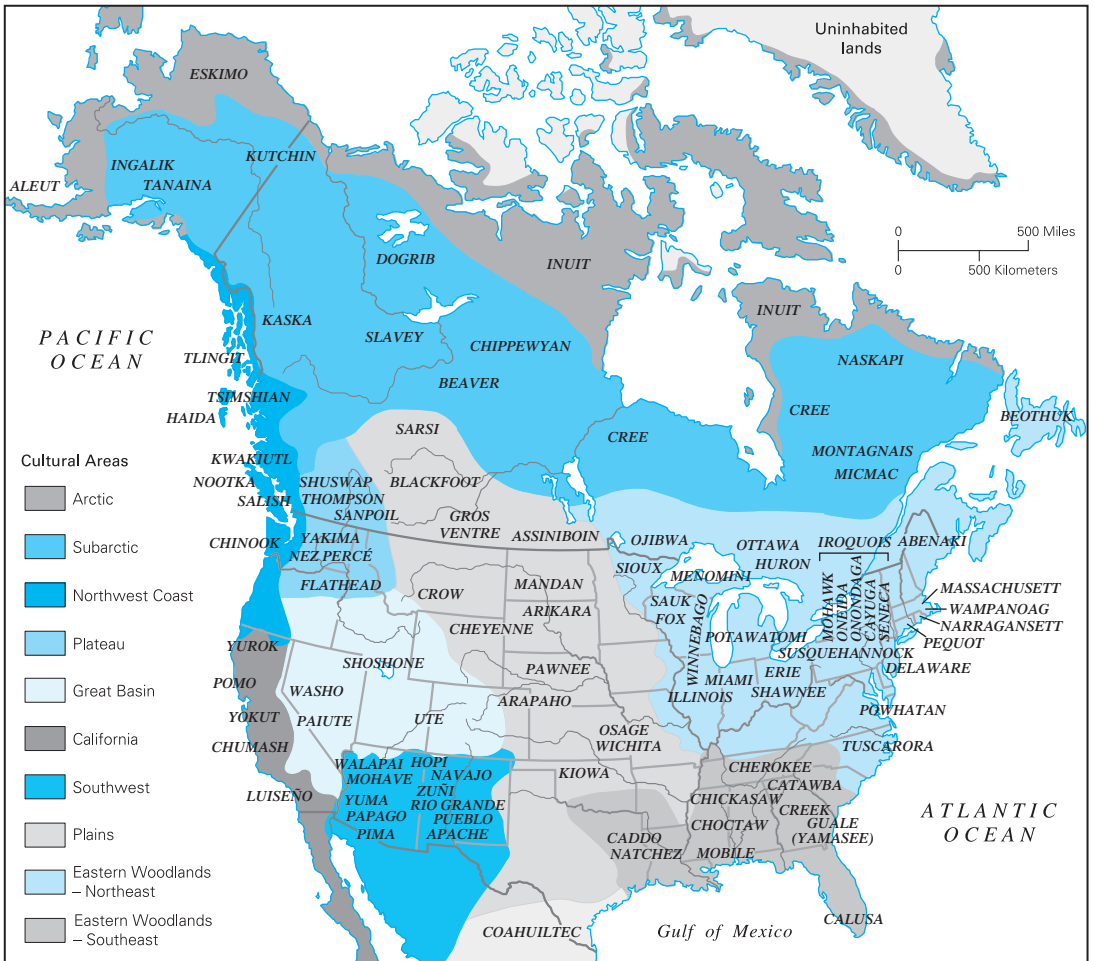 Uninhabited
lands
ESKIMO
KUTCHIN
INGALIK
TANAINA
ALEUT
0 500 Miles
0 500 Kilometers
DOGRIB
INUIT
INUIT
KASKA
SLAVEY
CHIPPEWYAN
NASKAPI
PACIFIC
OCEAN
TLINGIT
BEAVER
TSIMSHIAN
HAIDA
CREE
BEOTHUK
SARSI
CREE
MONTAGNAIS
MICMAC
KWAKIUTL
NOOTKA
SALISH
SHUSWAP
THOMPSON
SANPOIL
BLACKFOOT
GROS
VENTRE
ASSINIBOIN
CHINOOK
YAKIMA
NEZ PERCÉ
FLATHEAD
OJIBWA
OTTAWA
HURON
IROQUOIS
ABENAKI
SIOUX
MENOMINI
MOHAWK
ONEIDA
ONONDAGA
CAYUGA
SENECA
MASSACHUSETT
WAMPANOAG
NARRAGANSETT
PEQUOT
CROW
MANDAN
ARIKARA
CHEYENNE
SAUK
FOX
WINNEBAGO
POTAWATOMI
SUSQUEHANNOCK
DELAWARE
YUROK
SHOSHONE
PAWNEE
MIAMI
ERIE
SHAWNEE
ILLINOIS
POMO
WASHO
ARAPAHO
POWHATAN
YOKUT
PAIUTE
UTE
OSAGE
WICHITA
CHUMASH
TUSCARORA
WALAPAI
HOPI
MOHAVE
NAVAJO
ZUÑI
KIOWA
CHEROKEE
CATAWBA
LUISEÑO
YUMA
RIO GRANDE
PAPAGO
PUEBLO
PIMA
APACHE
CHICKASAW
CREEK
CHOCTAW
GUALE
(YAMASEE)
CADDO
NATCHEZ
MOBILE
ATLANTIC
OCEAN
CALUSA
COAHUILTEC
Gulf of Mexico
Cultural Areas
Arctic
Subarctic
Northwest Coast
Plateau
Great Basin
California
Southwest
Plains
Eastern Woodlands
– Northeast
Eastern Woodlands
– Southeast